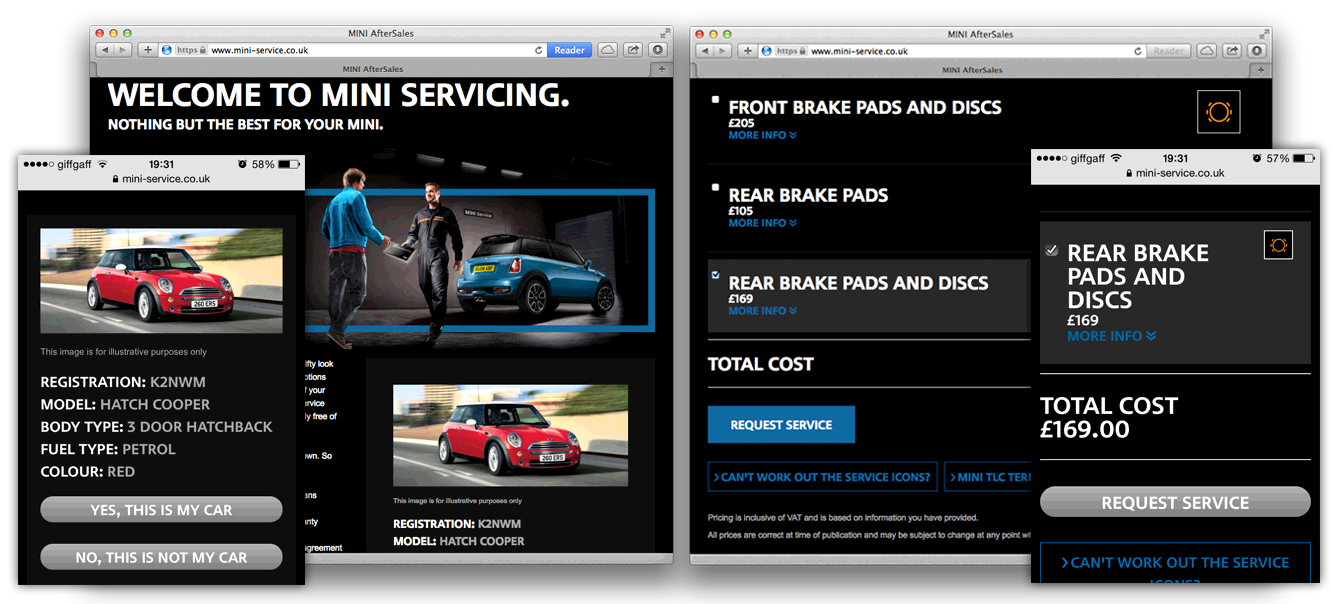 MINI AfterSales
https www.mini-service.co.uk
Reader
MINI AfterSales
WELCOME TO MINI SERVICING.
NOTHING BUT THE BEST FOR YOUR MINI.
MINI Service
fty look
ptions
f your
ervice
ly free of
wn. So
ans
anty
agreement
This image is for illustrative purposes only
REGISTRATION: K2NWM
MODEL: HATCH COOPER
giffgaff 19:31 58%
mini-service.co.uk
260 ERS
This image is for illustrative purposes only
REGISTRATION: K2NWM
MODEL: HATCH COOPER
BODY TYPE: 3 DOOR HATCHBACK
FUEL TYPE: PETROL
COLOUR: RED
YES, THIS IS MY CAR
NO, THIS IS NOT MY CAR
MINI AfterSales
https www.mini-service.co.uk
Reader
MINI AfterSales
FRONT BRAKE PADS AND DISCS
£205
MORE INFO
REAR BRAKE PADS
£105
MORE INFO
REAR BRAKE PADS AND DISCS
£169
MORE INFO
TOTAL COST
REQUEST SERVICE
CAN'T WORK OUT THE SERVICE ICONS?
MINI TLC TER
Pricing is inclusive of VAT and is based on information you have provided.
All prices are correct at time of publication and may be subject to change at any point wi
giffgaff 19:31 57%
mini-service.co.uk
REAR BRAKE
PADS AND
DISCS
£169
MORE INFO
TOTAL COST
£169.00
REQUEST SERVICE
CAN'T WORK OUT THE SERVICE
ICONS?